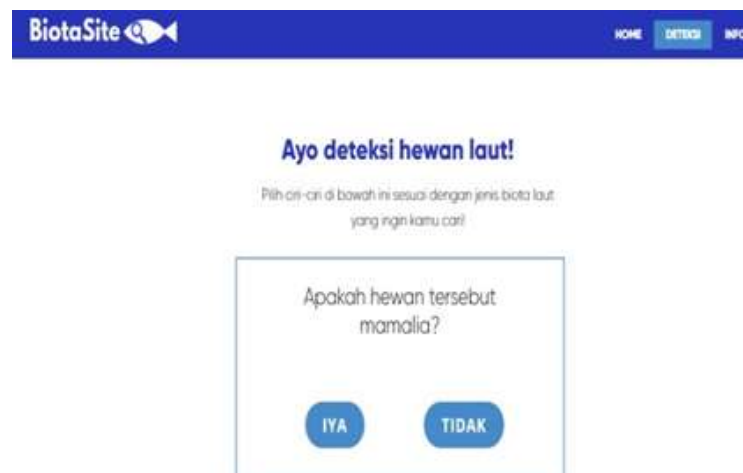 BiotaSite
HOME DETEKSI INFO
Ayo deteksi hewan laut!
Pilih ciri-ciri di bawah ini sesuai dengan jenis biota laut
yang ingin kamu cari!
Apakah hewan tersebut
mamalia?
IYA TIDAK